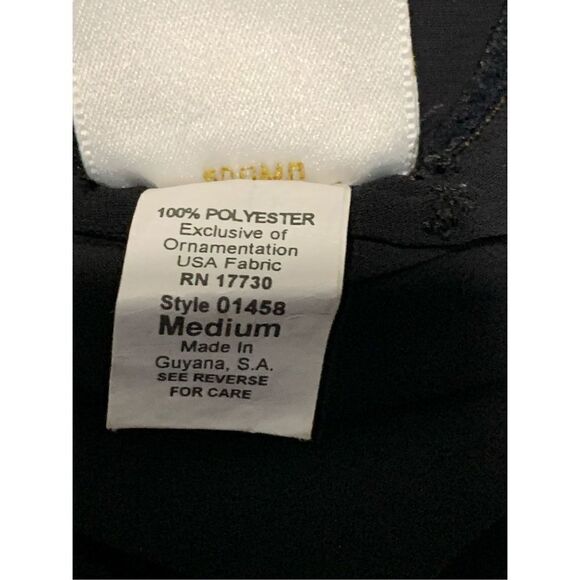 100% POLYESTER
Exclusive of
Ornamentation
USA Fabric
RN 17730
Style 01458
Medium
Made In
Guyana, S.A.
SEE REVERSE
FOR CARE